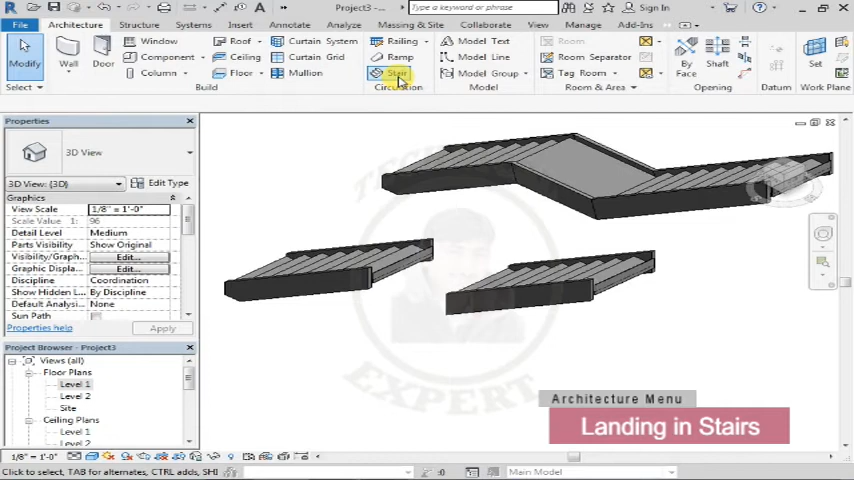 Project3 -
Type a keyword or phrase
Sign In
File Architecture Structure Systems Insert Annotate Analyze Massing & Site Collaborate View Manage Add-Ins
Modify
Wall
Door
Window
Component
Column
Roof
Ceiling
Floor
Curtain System
Curtain Grid
Mullion
Railing
Ramp
Stair
Model Text
Model Line
Model Group
Room
Room Separator
Tag Room
By Face
Shaft
Set
Select Build Circulation Model Room & Area Opening Datum Work Plane
Properties
3D View
3D View: {3D} Edit Type
Graphics
View Scale 1/8" = 1'-0"
Scale Value 1: 96
Detail Level Medium
Parts Visibility Show Original
Visibility/Graph... Edit...
Graphic Displa... Edit...
Discipline Coordination
Show Hidden L... By Discipline
Default Analysi... None
Sun Path
Properties help Apply
Project Browser - Project3
Views (all)
Floor Plans
Level 1
Level 2
Site
Ceiling Plans
Level 1
Level 2
EXPERT
Architecture Menu
Landing in Stairs
1/8" = 1'-0"
Click to select, TAB for alternates, CTRL adds, SHI
:0
Main Model